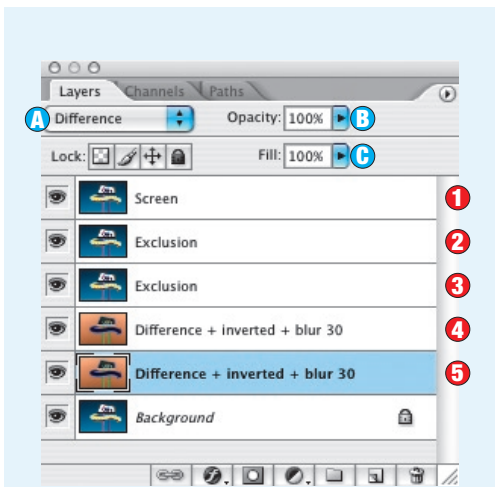 Layers Channels Paths
A Difference Opacity: 100% B
Lock: Fill: 100% C
Screen 1
Exclusion 2
Exclusion 3
Difference + inverted + blur 30 4
Difference + inverted + blur 30 5
Background